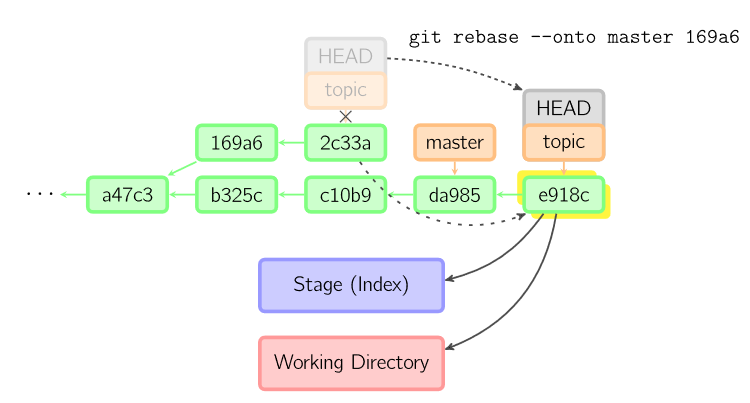 git rebase --onto master 169a6
HEAD
topic
HEAD
169a6
2c33a
master
topic
...
a47c3
b325c
c10b9
da985
e918c
Stage (Index)
Working Directory